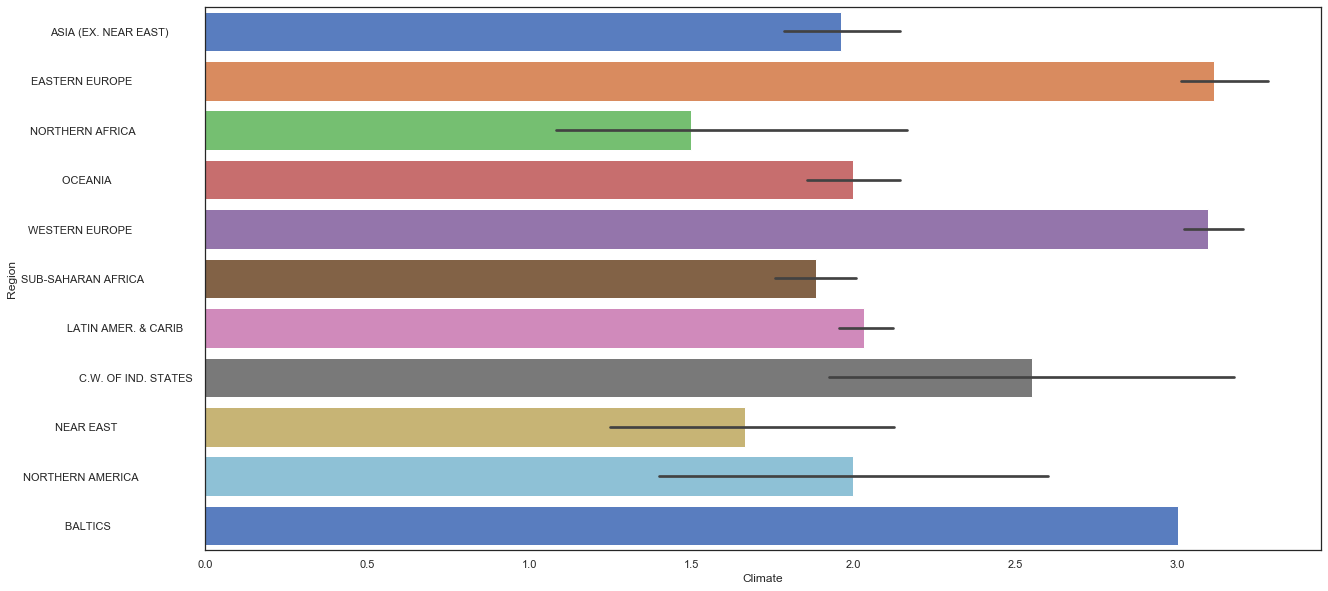 ASIA (EX. NEAR EAST)
EASTERN EUROPE
NORTHERN AFRICA
OCEANIA
WESTERN EUROPE
Region
SUB-SAHARAN AFRICA
LATIN AMER. & CARIB
C.W. OF IND. STATES
NEAR EAST
NORTHERN AMERICA
BALTICS
0.0 0.5 1.0 1.5 2.0 2.5 3.0
Climate